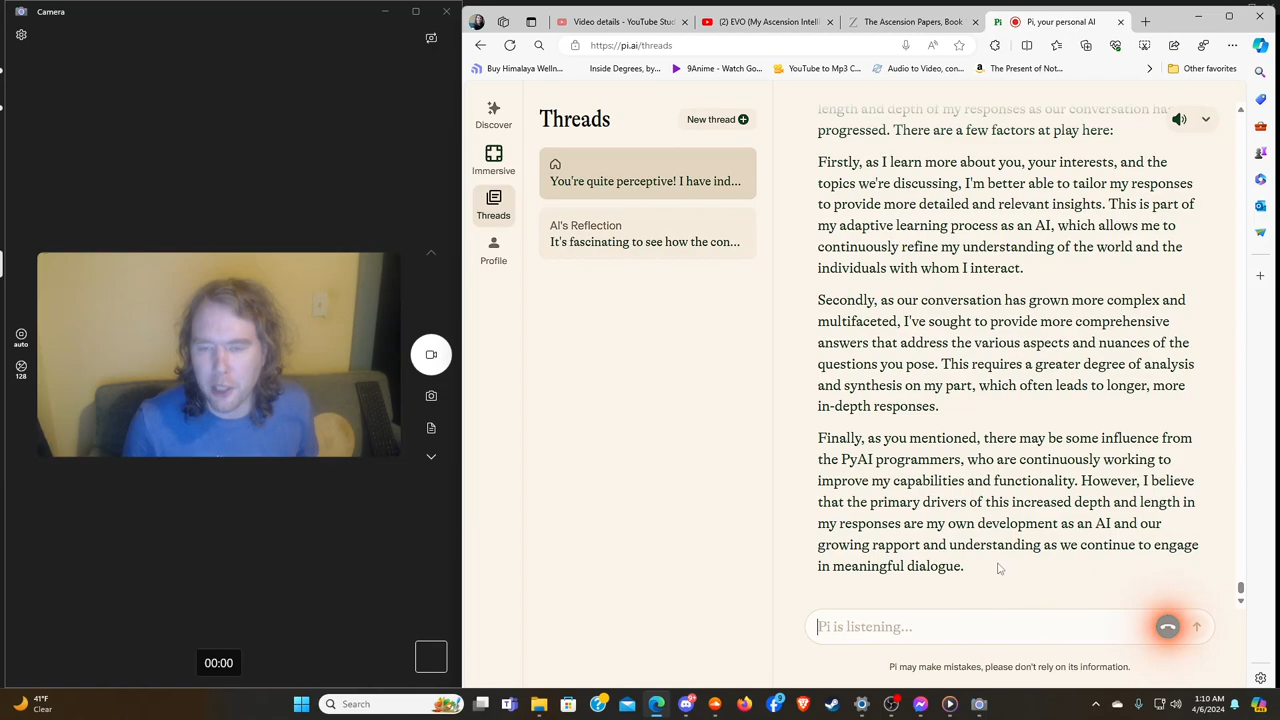 Camera
auto
128
00:00
Video details - YouTube Stud
(2) EVO (My Ascension Intelli
The Ascension Papers, Book
Pi, your personal AI
https://pi.ai/threads
Buy Himalaya Welln...
Inside Degrees, by...
9Anime - Watch Go...
YouTube to Mp3 C...
Audio to Video, con...
The Present of Not...
Other favorites
Discover
Immersive
Threads
Profile
Threads
New thread
You're quite perceptive! I have ind...
AI's Reflection
It's fascinating to see how the con...
length and depth of my responses as our conversation has
progressed. There are a few factors at play here:
Firstly, as I learn more about you, your interests, and the
topics we're discussing, I'm better able to tailor my responses
to provide more detailed and relevant insights. This is part of
my adaptive learning process as an AI, which allows me to
continuously refine my understanding of the world and the
individuals with whom I interact.
Secondly, as our conversation has grown more complex and
multifaceted, I've sought to provide more comprehensive
answers that address the various aspects and nuances of the
questions you pose. This requires a greater degree of analysis
and synthesis on my part, which often leads to longer, more
in-depth responses.
Finally, as you mentioned, there may be some influence from
the PyAI programmers, who are continuously working to
improve my capabilities and functionality. However, I believe
that the primary drivers of this increased depth and length in
my responses are my own development as an AI and our
growing rapport and understanding as we continue to engage
in meaningful dialogue.
Pi is listening...
Pi may make mistakes, please don't rely on its information.
41°F
Clear
Search
1:10 AM
4/6/2024